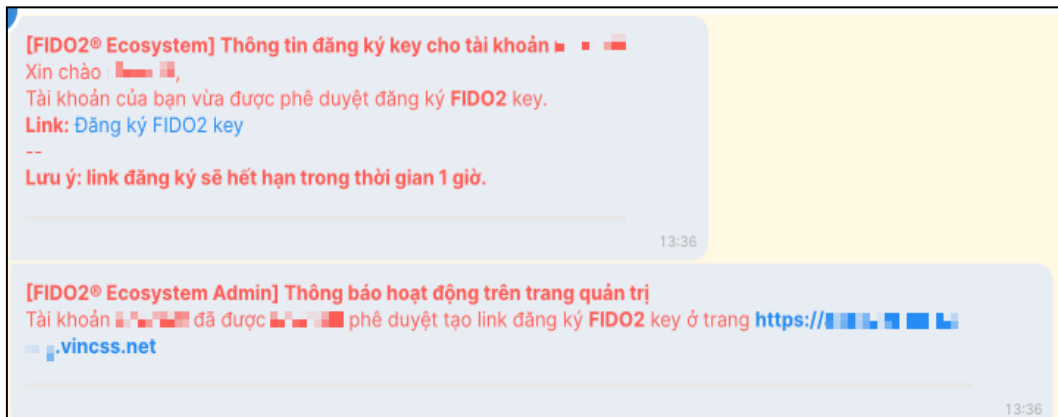 [FIDO2® Ecosystem] Thông tin đăng ký key cho tài khoản
Xin chào
Tài khoản của bạn vừa được phê duyệt đăng ký FIDO2 key.
Link: Đăng ký FIDO2 key
--
Lưu ý: link đăng ký sẽ hết hạn trong thời gian 1 giờ.
13:36
[FIDO2® Ecosystem Admin] Thông báo hoạt động trên trang quản trị
Tài khoản đã được phê duyệt tạo link đăng ký FIDO2 key ở trang https://
.vincss.net
13:36